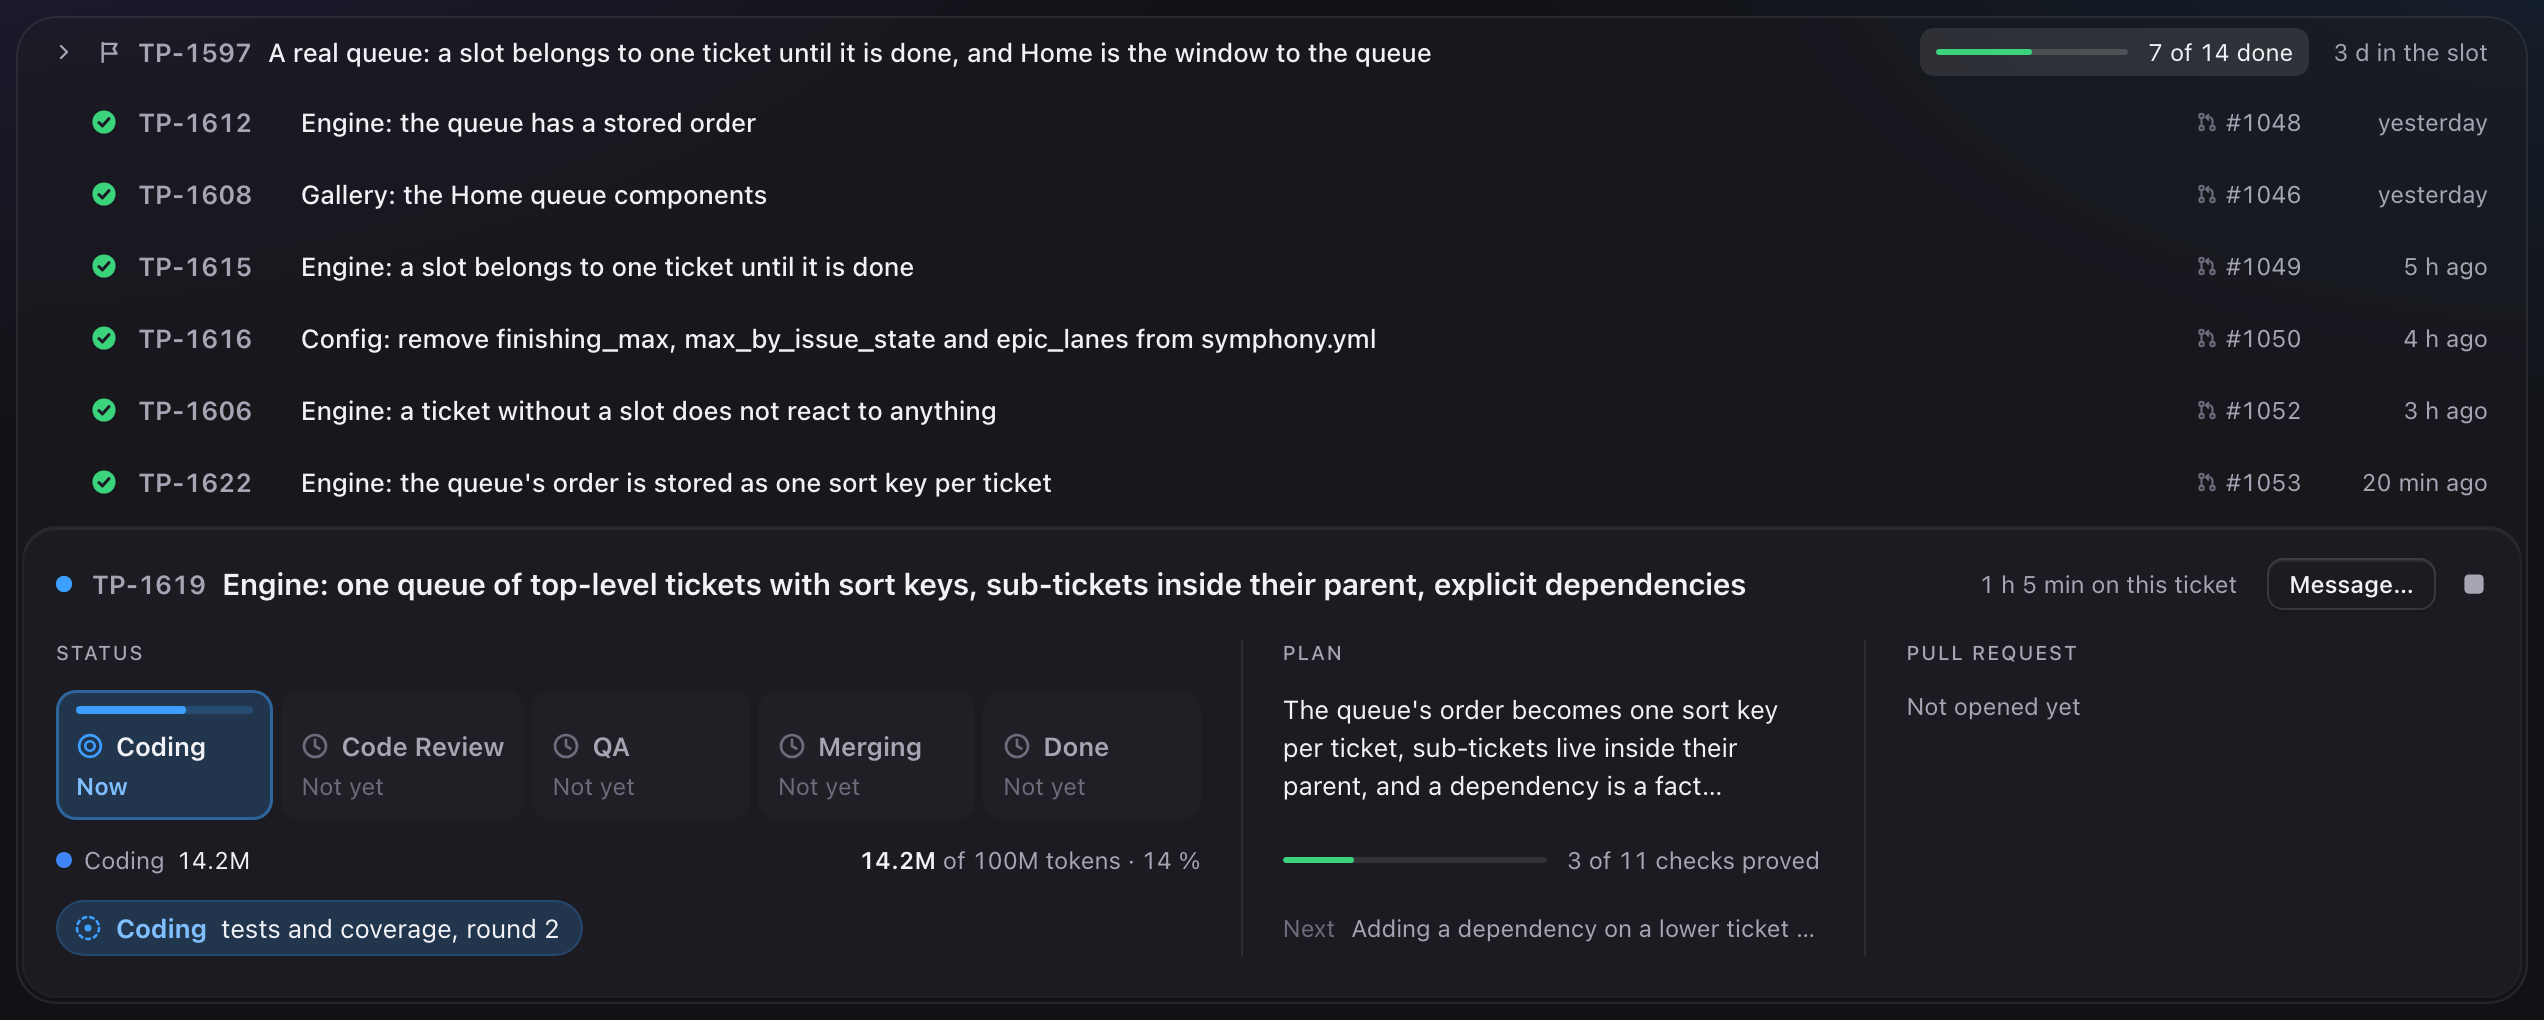 TP-1597 A real queue: a slot belongs to one ticket until it is done, and Home is the window to the queue 7 of 14 done 3 d in the slot
TP-1612 Engine: the queue has a stored order #1048 yesterday
TP-1608 Gallery: the Home queue components #1046 yesterday
TP-1615 Engine: a slot belongs to one ticket until it is done #1049 5 h ago
TP-1616 Config: remove finishing_max, max_by_issue_state and epic_lanes from symphony.yml #1050 4 h ago
TP-1606 Engine: a ticket without a slot does not react to anything #1052 3 h ago
TP-1622 Engine: the queue's order is stored as one sort key per ticket #1053 20 min ago
TP-1619 Engine: one queue of top-level tickets with sort keys, sub-tickets inside their parent, explicit dependencies 1 h 5 min on this ticket Message...
STATUS
Coding
Now
Code Review
Not yet
QA
Not yet
Merging
Not yet
Done
Not yet
Coding 14.2M 14.2M of 100M tokens · 14 %
Coding tests and coverage, round 2
PLAN
The queue's order becomes one sort key
per ticket, sub-tickets live inside their
parent, and a dependency is a fact...
3 of 11 checks proved
Next Adding a dependency on a lower ticket ...
PULL REQUEST
Not opened yet